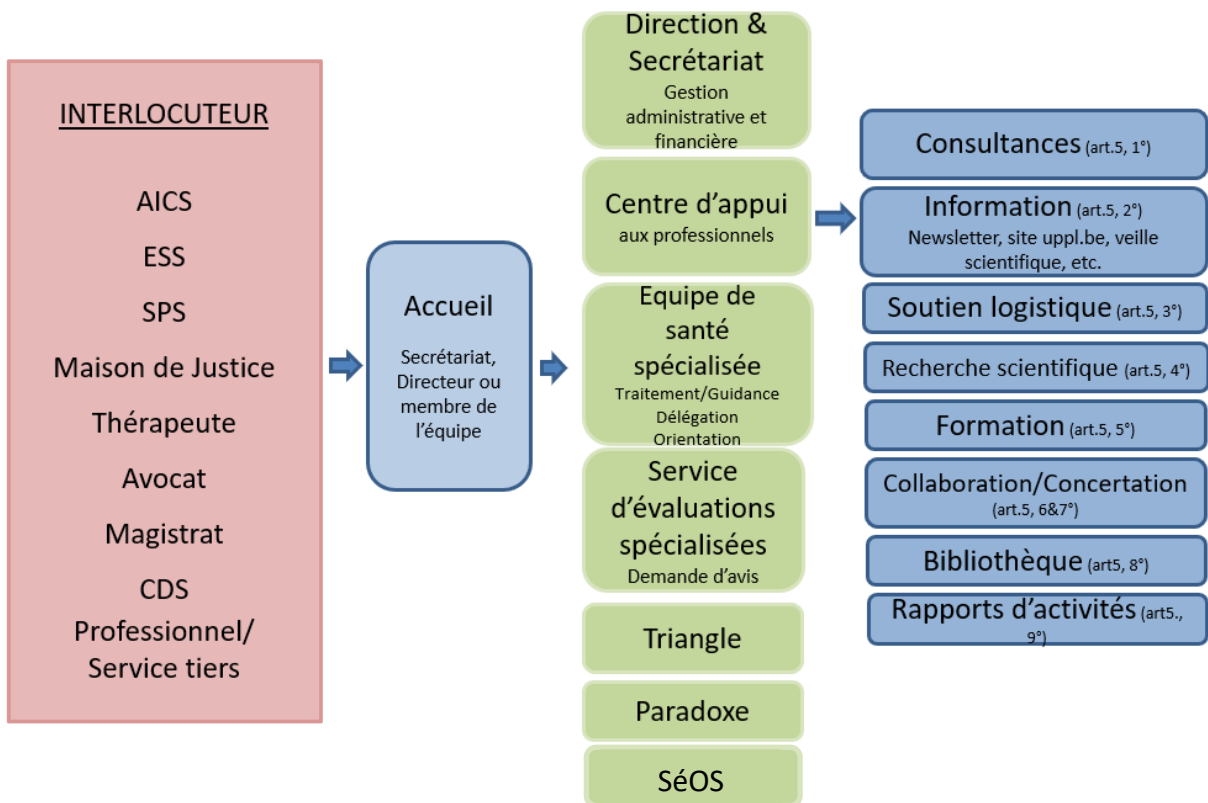 INTERLOCUTEUR
AICS
ESS
SPS
Maison de Justice
Thérapeute
Avocat
Magistrat
CDS
Professionnel/
Service tiers
Accueil
Secrétariat,
Directeur ou
membre de
l'équipe
Direction &
Secrétariat
Gestion
administrative et
financière
Centre d'appui
aux professionnels
Equipe de
santé
spécialisée
Traitement/Guidance
Délégation
Orientation
Service
d'évaluations
spécialisées
Demande d'avis
Triangle
Paradoxe
SéOS
Consultances (art.5, 1°)
Information (art.5, 2°)
Newsletter, site uppl.be, veille
scientifique, etc.
Soutien logistique (art.5, 3°)
Recherche scientifique (art.5, 4°)
Formation (art.5, 5°)
Collaboration/Concertation
(art.5, 6&7°)
Bibliothèque (art5, 8°)
Rapports d'activités (art5.,
9°)